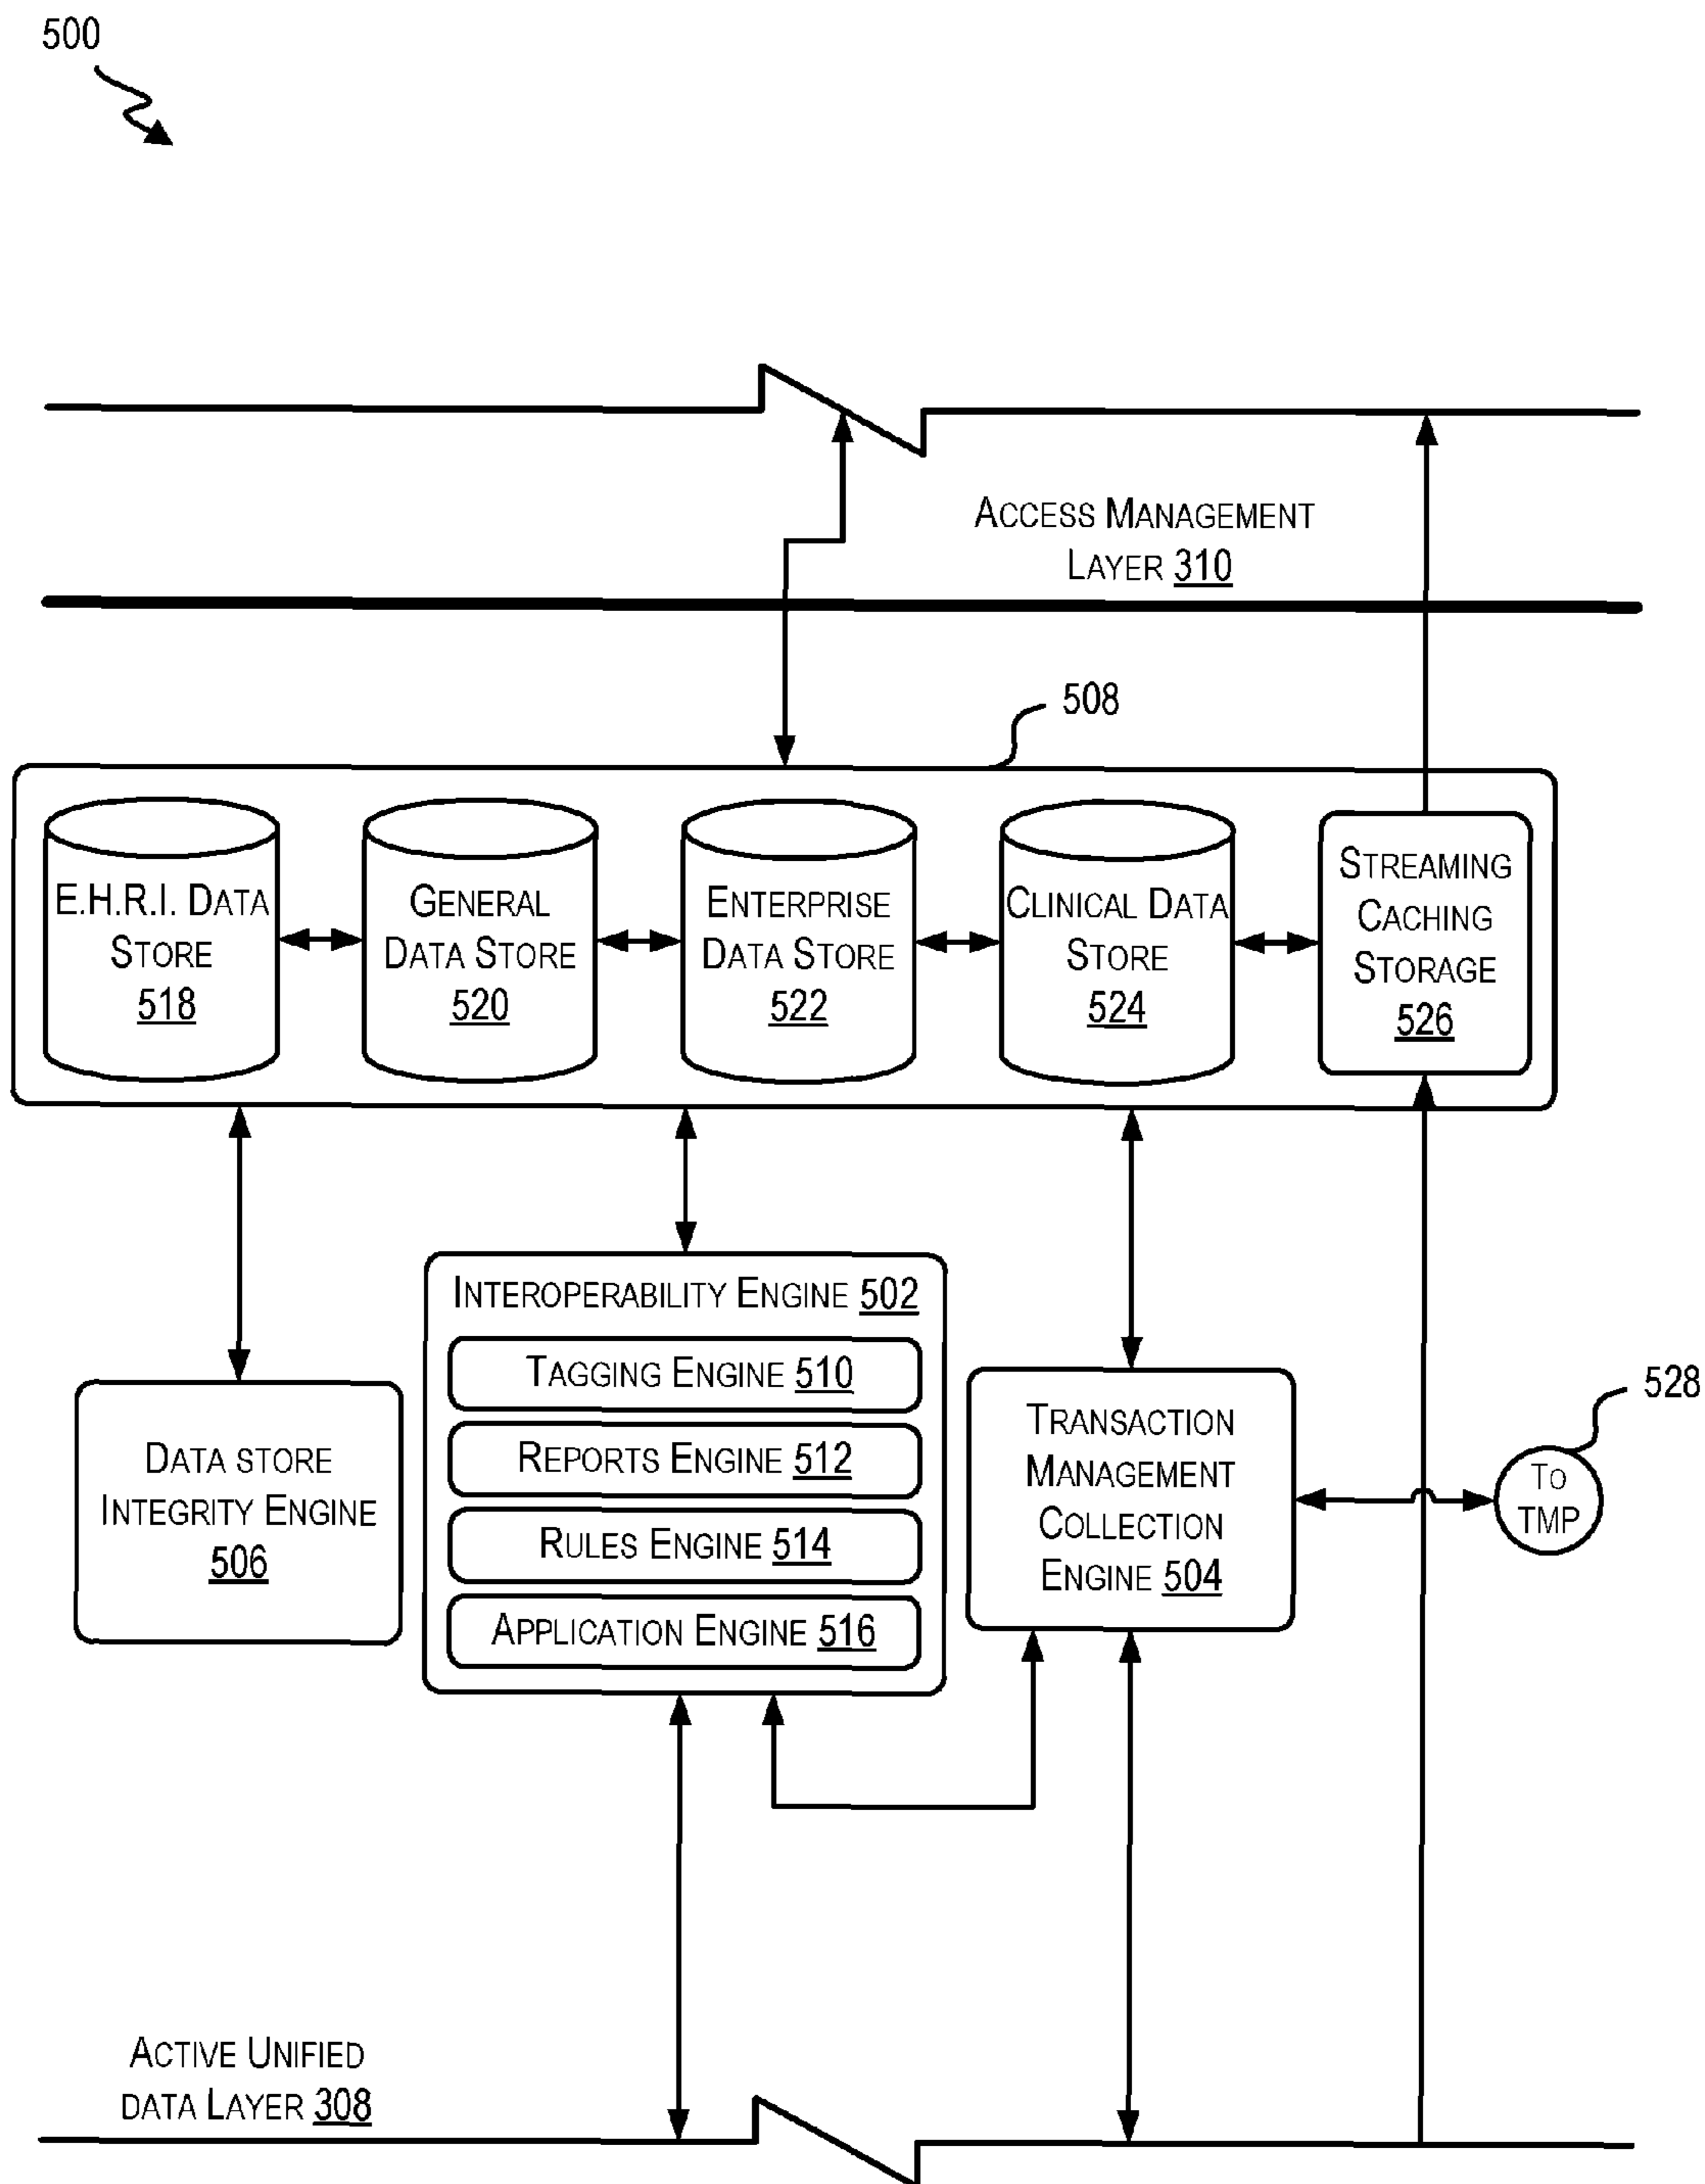 500
ACCESS MANAGEMENT
LAYER 310
508
E.H.R.I. DATA
STORE
518
GENERAL
DATA STORE
520
ENTERPRISE
DATA STORE
522
CLINICAL DATA
STORE
524
STREAMING
CACHING
STORAGE
526
DATA STORE
INTEGRITY ENGINE
506
INTEROPERABILITY ENGINE 502
TAGGING ENGINE 510
REPORTS ENGINE 512
RULES ENGINE 514
APPLICATION ENGINE 516
TRANSACTION
MANAGEMENT
COLLECTION
ENGINE 504
528
TO
TMP
ACTIVE UNIFIED
DATA LAYER 308